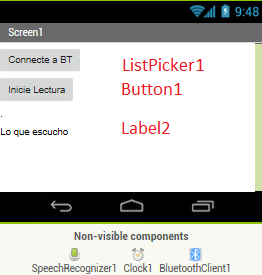 9:48
Screen1
Connecte a BT
ListPicker1
Inicie Lectura
Button1
.
Lo que escucho
Label2
Non-visible components
SpeechRecognizer1 Clock1 BluetoothClient1